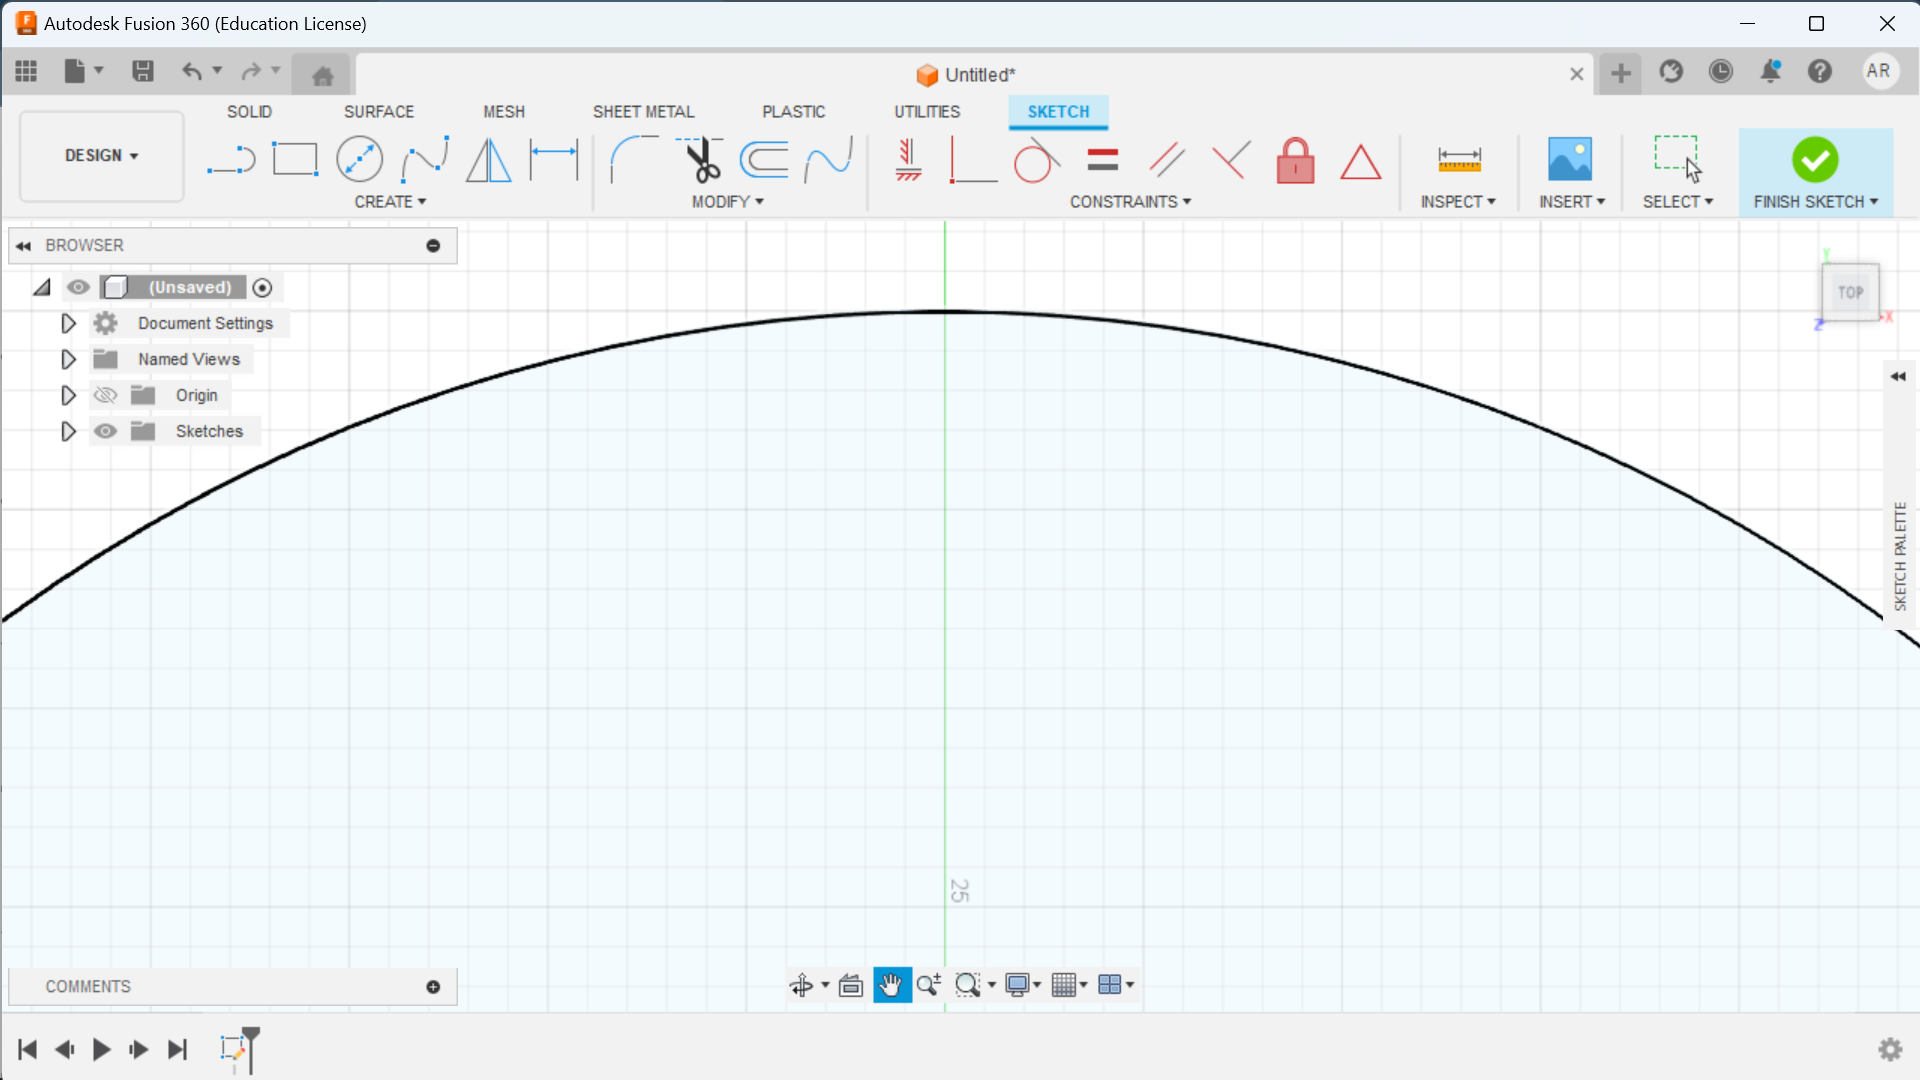 Autodesk Fusion 360 (Education License)
Untitled*
AR
SOLID
SURFACE
MESH
SHEET METAL
PLASTIC
UTILITIES
SKETCH
DESIGN
CREATE
MODIFY
CONSTRAINTS
INSPECT
INSERT
SELECT
FINISH SKETCH
BROWSER
(Unsaved)
Document Settings
Named Views
Origin
Sketches
Y
TOP
X
Z
SKETCH PALETTE
25
COMMENTS